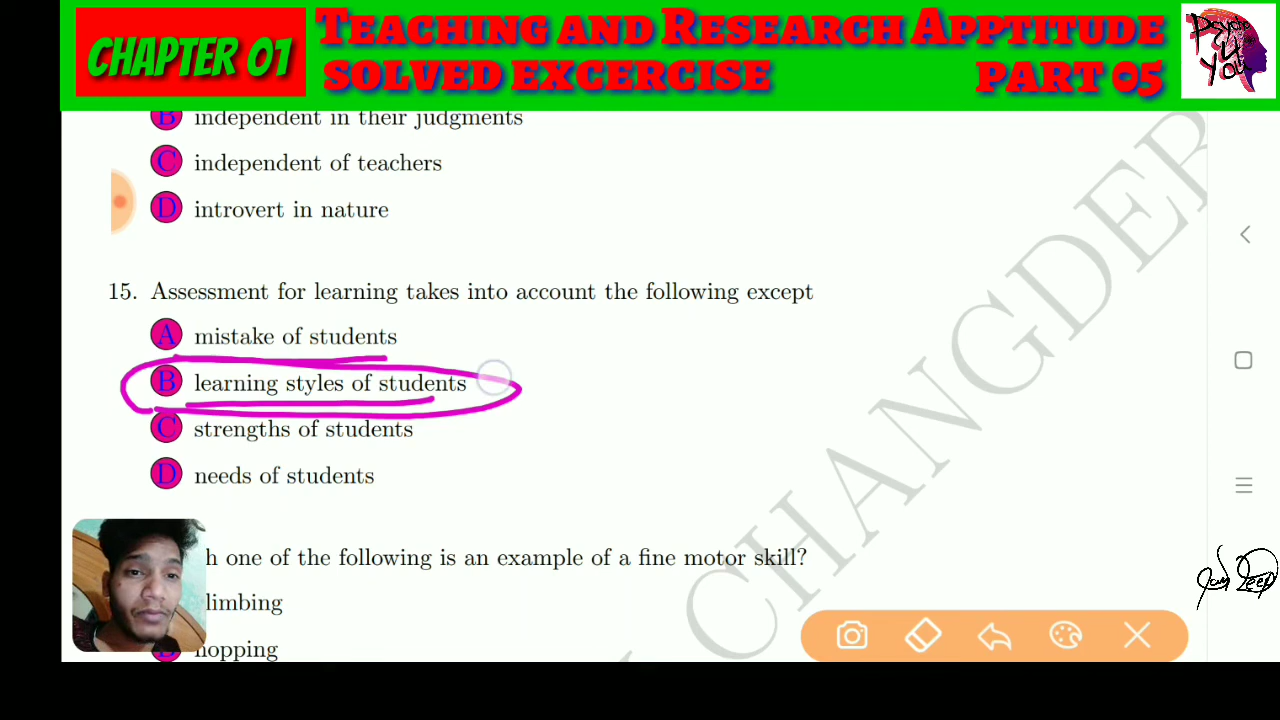 CHAPTER 01
TEACHING AND RESEARCH APPTITUDE
SOLVED EXCERCISE PART 05
Psycho
4
You
B independent in their judgments
C independent of teachers
D introvert in nature
15. Assessment for learning takes into account the following except
A mistake of students
B learning styles of students
C strengths of students
D needs of students
h one of the following is an example of a fine motor skill?
limbing
hopping
CHANGDER